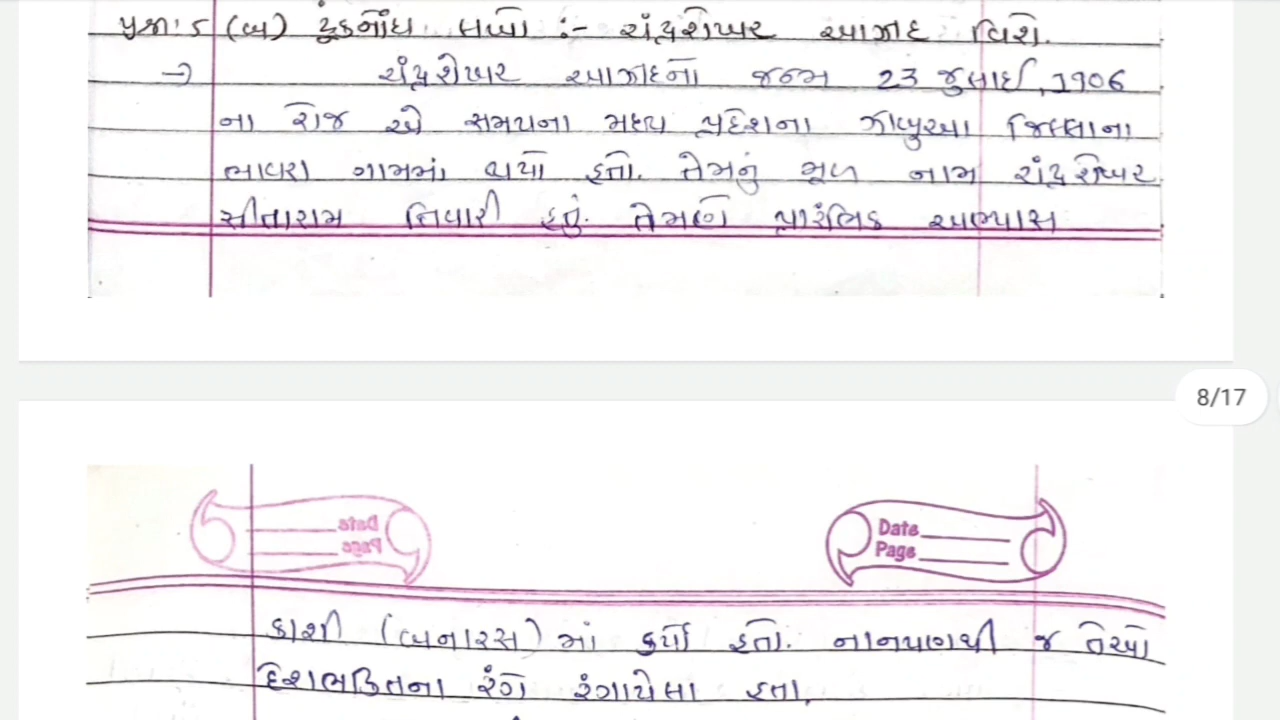 પ્રશ્ન: 5 (બ) ટૂંકનોંધ લખો :- ચંદ્રશેખર આઝાદ વિશે.
→ ચંદ્રશેખર આઝાદનો જન્મ 23 જુલાઈ, 1906
ના રોજ એ સમયના મધ્ય પ્રદેશના ઝાબુઆ જિલ્લાના
ભાવરા ગામમાં થયો હતો. તેમનું મૂળ નામ ચંદ્રશેખર
સીતારામ તિવારી હતું. તેમણે પ્રારંભિક અભ્યાસ
8/17
Date
Page
Date
Page
કાશી (બનારસ) માં કર્યો હતો. નાનપણથી જ તેઓ
દેશભક્તિના રંગે રંગાયેલા હતા.